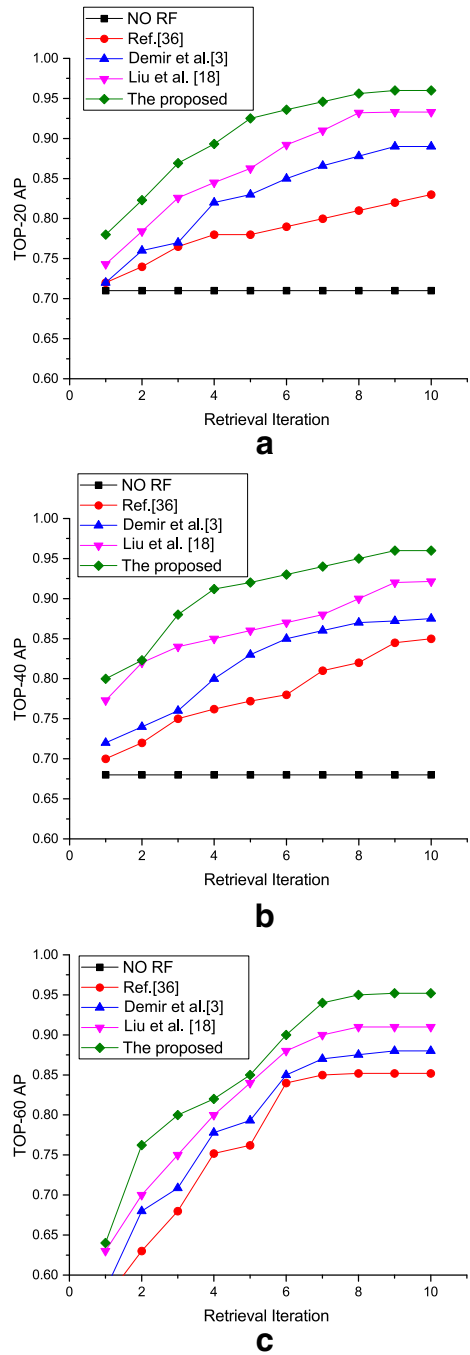 NO RF
Ref.[36]
Demir et al.[3]
Liu et al. [18]
The proposed
1.00
0.95
0.90
0.85
0.80
0.75
0.70
0.65
0.60
TOP-20 AP
0 2 4 6 8 10
Retrieval Iteration
a
NO RF
Ref.[36]
Demir et al.[3]
Liu et al. [18]
The proposed
1.00
0.95
0.90
0.85
0.80
0.75
0.70
0.65
0.60
TOP-40 AP
0 2 4 6 8 10
Retrieval Iteration
b
NO RF
Ref.[36]
Demir et al.[3]
Liu et al. [18]
The proposed
1.00
0.95
0.90
0.85
0.80
0.75
0.70
0.65
0.60
TOP-60 AP
0 2 4 6 8 10
Retrieval Iteration
c